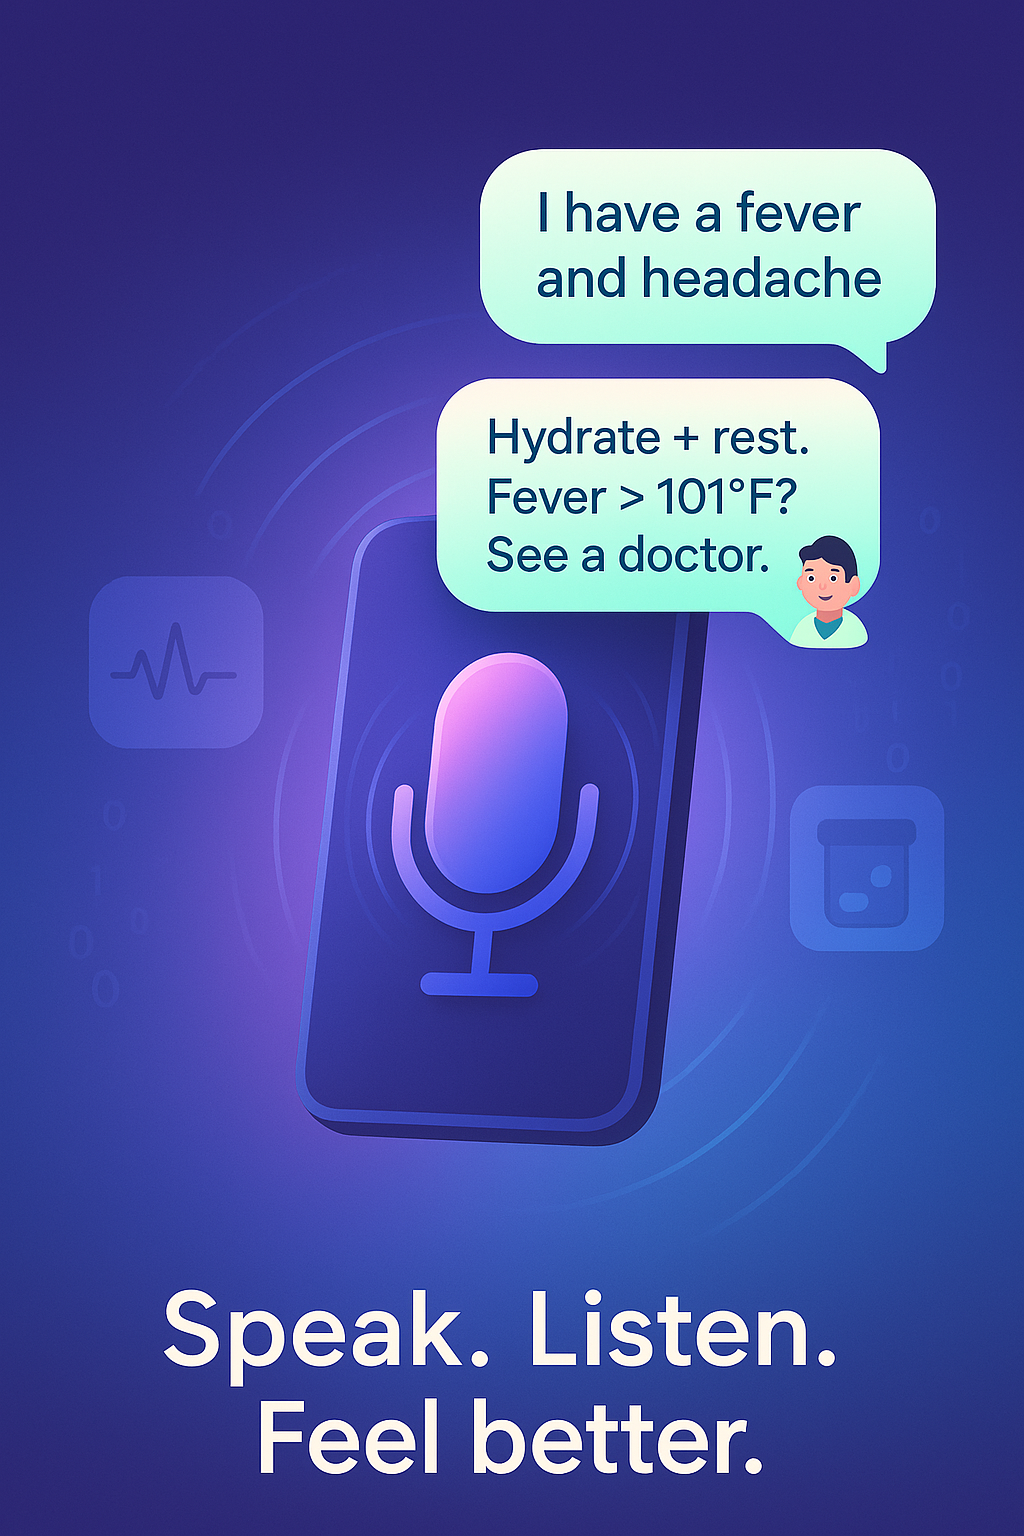 I have a fever
and headache
Hydrate + rest.
Fever > 101°F?
See a doctor.
Speak. Listen.
Feel better.